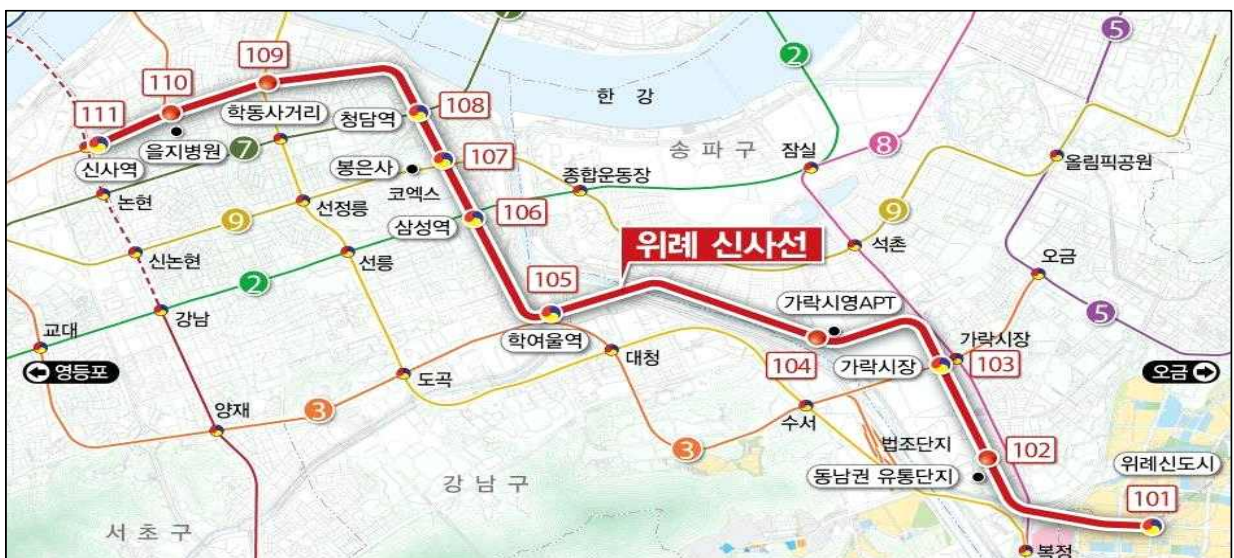 7
109
110
111
학동사거리
을지병원
신사역
7
논현
청담역
108
봉은사
107
코엑스
선정릉
9
신논현
삼성역
106
2
선릉
강남
교대
영등포
양재
3
도곡
105
학여울역
대청
위례 신사선
종합운동장
한 강
송파구
잠실
2
8
5
올림픽공원
9
석촌
오금
5
가락시영APT
104
가락시장
가락시장
103
오금
수서
3
법조단지
102
동남권 유통단지
위례신도시
101
복정
강남구
서초구